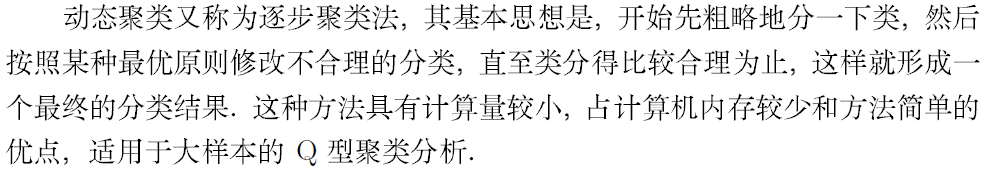 动态聚类又称为逐步聚类法, 其基本思想是, 开始先粗略地分一下类, 然后
按照某种最优原则修改不合理的分类, 直至类分得比较合理为止, 这样就形成一
个最终的分类结果. 这种方法具有计算量较小, 占计算机内存较少和方法简单的
优点, 适用于大样本的 Q 型聚类分析.